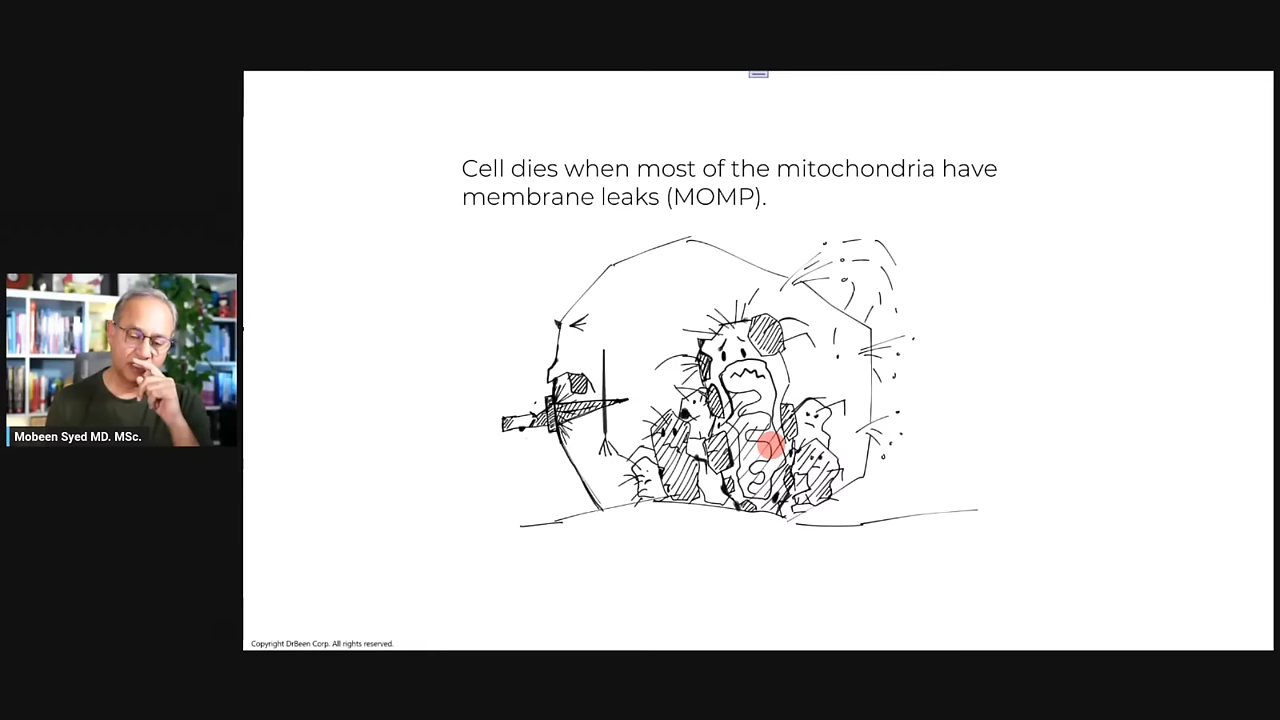 Cell dies when most of the mitochondria have
membrane leaks (MOMP).
Mobeen Syed MD. MSc.
Copyright DrBeen Corp. All rights reserved.